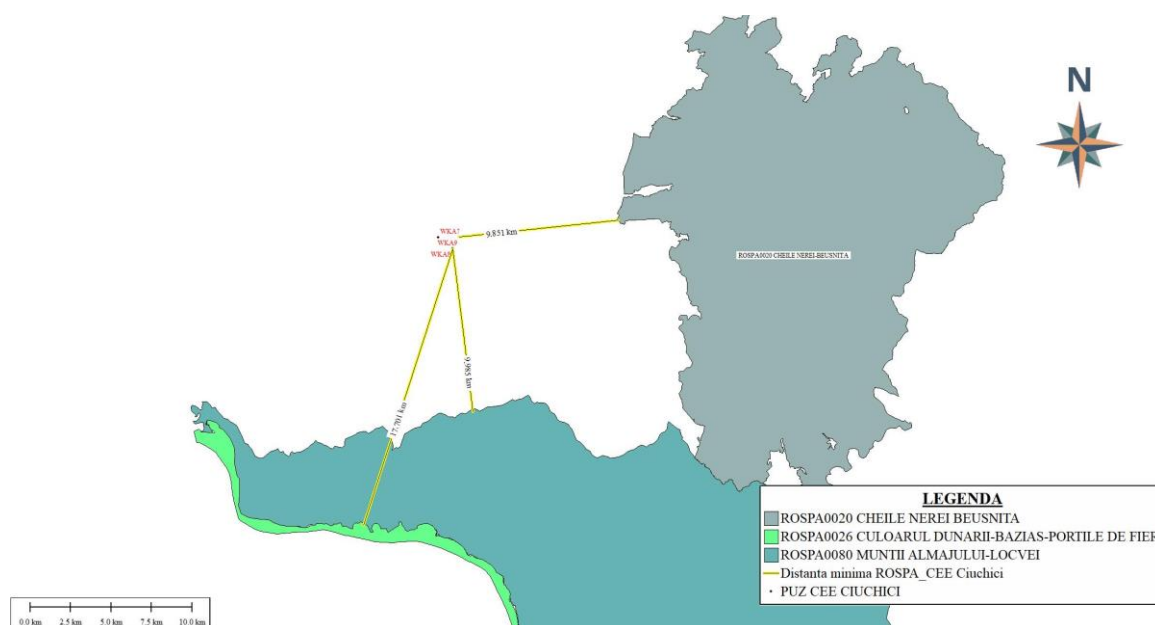 N
WKA7
WKA9
WKA8
9,851 km
ROSPA0020 CHEILE NEREI-BEUSNITA
9,985 km
17,701 km
LEGENDA
ROSPA0020 CHEILE NEREI BEUSNITA
ROSPA0026 CULOARUL DUNARII-BAZIAS-PORTILE DE FIER
ROSPA0080 MUNTII ALMAJULUI-LOCVEI
Distanta minima ROSPA_CEE Ciuchici
PUZ CEE CIUCHICI
0.0 km 2.5 km 5.0 km 7.5 km 10.0 km